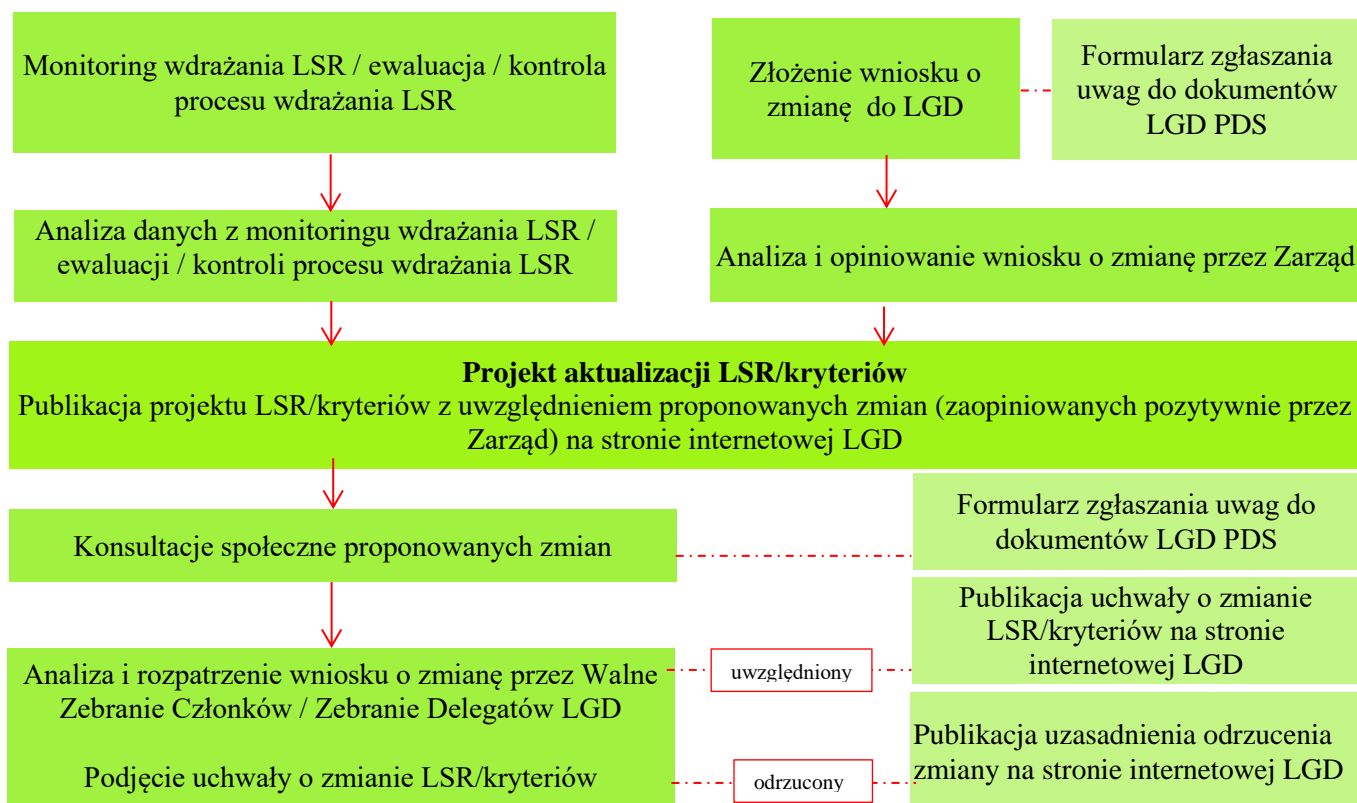 Monitoring wdrażania LSR / ewaluacja / kontrola
procesu wdrażania LSR
Złożenie wniosku o
zmianę do LGD
Formularz zgłaszania
uwag do dokumentów
LGD PDS
Analiza danych z monitoringu wdrażania LSR /
ewaluacji / kontroli procesu wdrażania LSR
Analiza i opiniowanie wniosku o zmianę przez Zarząd
Projekt aktualizacji LSR/kryteriów
Publikacja projektu LSR/kryteriów z uwzględnieniem proponowanych zmian (zaopiniowanych pozytywnie przez
Zarząd) na stronie internetowej LGD
Konsultacje społeczne proponowanych zmian
Formularz zgłaszania uwag do
dokumentów LGD PDS
Analiza i rozpatrzenie wniosku o zmianę przez Walne
Zebranie Członków / Zebranie Delegatów LGD
Podjęcie uchwały o zmianie LSR/kryteriów
uwzględniony
Publikacja uchwały o zmianie
LSR/kryteriów na stronie
internetowej LGD
odrzucony
Publikacja uzasadnienia odrzucenia
zmiany na stronie internetowej LGD